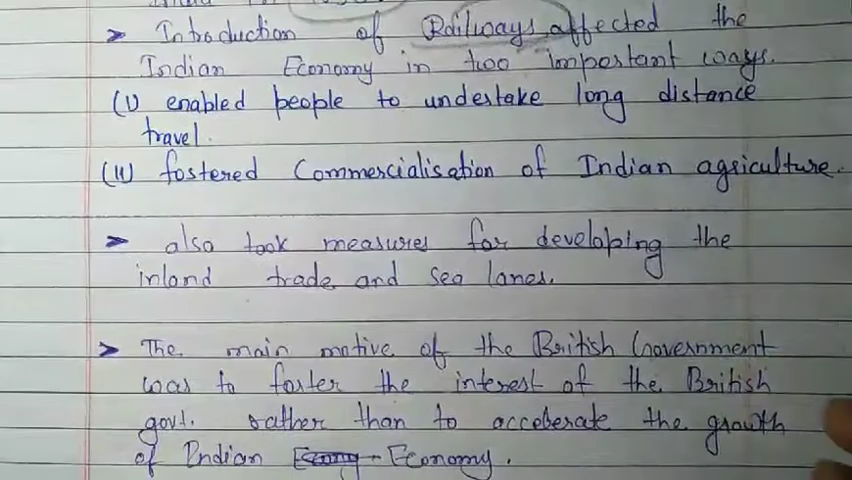 > Introduction of Railways affected the
Indian Economy in two important ways.
(i) enabled people to undertake long distance
travel.
(ii) fostered Commercialisation of Indian agriculture.
> also took measures for developing the
inland trade and sea lanes.
> The main motive of the British Government
was to foster the interest of the British
govt. rather than to acceberate the growth
of Indian Economy.